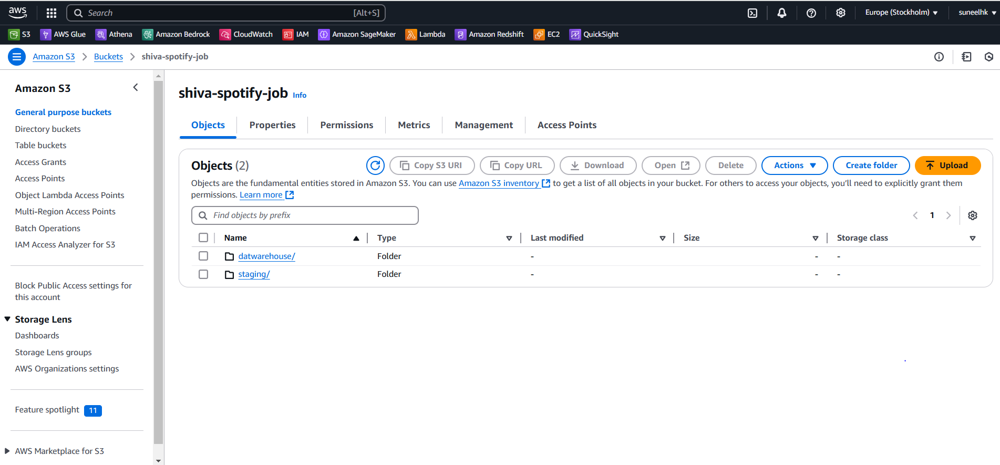 aws
Search [Alt+S]
Europe (Stockholm)
suneelhk
S3 AWS Glue Athena Amazon Bedrock CloudWatch IAM Amazon SageMaker Lambda Amazon Redshift EC2 QuickSight
Amazon S3 > Buckets > shiva-spotify-job
Amazon S3
General purpose buckets
Directory buckets
Table buckets
Access Grants
Access Points
Object Lambda Access Points
Multi-Region Access Points
Batch Operations
IAM Access Analyzer for S3
Block Public Access settings for
this account
Storage Lens
Dashboards
Storage Lens groups
AWS Organizations settings
Feature spotlight 11
AWS Marketplace for S3
shiva-spotify-job Info
Objects Properties Permissions Metrics Management Access Points
Objects (2)
Copy S3 URI Copy URL Download Open Delete Actions Create folder Upload
Objects are the fundamental entities stored in Amazon S3. You can use Amazon S3 inventory to get a list of all objects in your bucket. For others to access your objects, you’ll need to explicitly grant them
permissions. Learn more
Find objects by prefix
1
Name Type Last modified Size Storage class
datwarehouse/ Folder - - -
staging/ Folder - - -